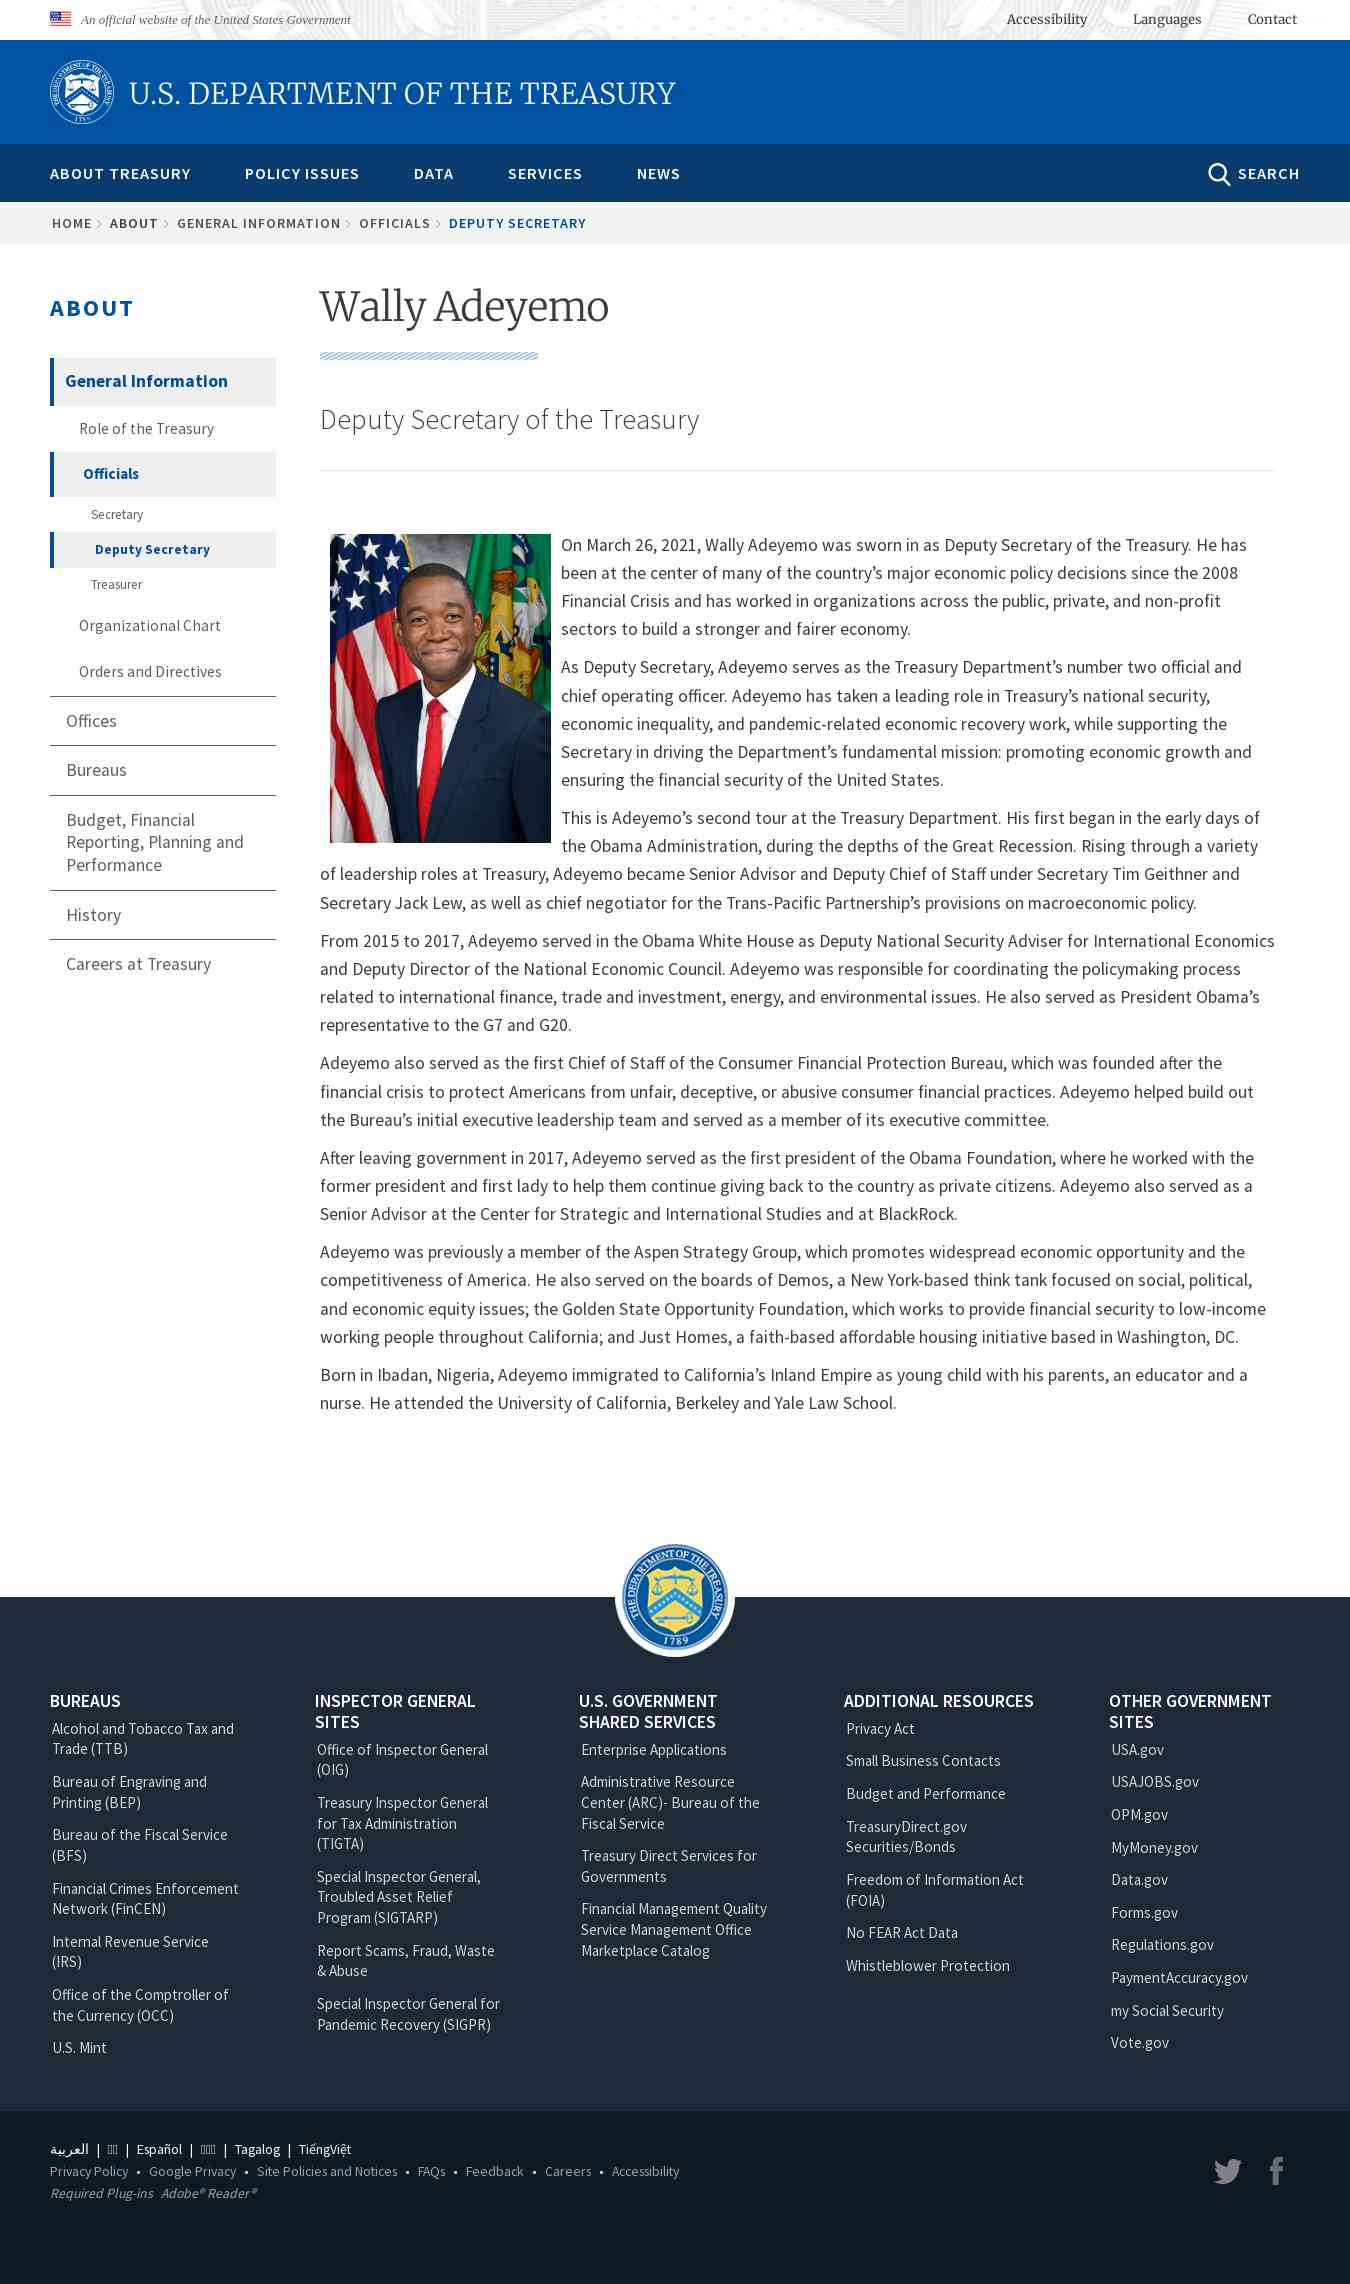 An official website of the United States Government
Accessibility
Languages
Contact
U.S. DEPARTMENT OF THE TREASURY
ABOUT TREASURY
POLICY ISSUES
DATA
SERVICES
NEWS
SEARCH
HOME
ABOUT
GENERAL INFORMATION
OFFICIALS
DEPUTY SECRETARY
ABOUT
General Information
Role of the Treasury
Officials
Secretary
Deputy Secretary
Treasurer
Organizational Chart
Orders and Directives
Offices
Bureaus
Budget, Financial
Reporting, Planning and
Performance
History
Careers at Treasury
Wally Adeyemo
Deputy Secretary of the Treasury
On March 26, 2021, Wally Adeyemo was sworn in as Deputy Secretary of the Treasury. He has
been at the center of many of the country’s major economic policy decisions since the 2008
Financial Crisis and has worked in organizations across the public, private, and non-profit
sectors to build a stronger and fairer economy.
As Deputy Secretary, Adeyemo serves as the Treasury Department’s number two official and
chief operating officer. Adeyemo has taken a leading role in Treasury’s national security,
economic inequality, and pandemic-related economic recovery work, while supporting the
Secretary in driving the Department’s fundamental mission: promoting economic growth and
ensuring the financial security of the United States.
This is Adeyemo’s second tour at the Treasury Department. His first began in the early days of
the Obama Administration, during the depths of the Great Recession. Rising through a variety
of leadership roles at Treasury, Adeyemo became Senior Advisor and Deputy Chief of Staff under Secretary Tim Geithner and
Secretary Jack Lew, as well as chief negotiator for the Trans-Pacific Partnership’s provisions on macroeconomic policy.
From 2015 to 2017, Adeyemo served in the Obama White House as Deputy National Security Adviser for International Economics
and Deputy Director of the National Economic Council. Adeyemo was responsible for coordinating the policymaking process
related to international finance, trade and investment, energy, and environmental issues. He also served as President Obama’s
representative to the G7 and G20.
Adeyemo also served as the first Chief of Staff of the Consumer Financial Protection Bureau, which was founded after the
financial crisis to protect Americans from unfair, deceptive, or abusive consumer financial practices. Adeyemo helped build out
the Bureau’s initial executive leadership team and served as a member of its executive committee.
After leaving government in 2017, Adeyemo served as the first president of the Obama Foundation, where he worked with the
former president and first lady to help them continue giving back to the country as private citizens. Adeyemo also served as a
Senior Advisor at the Center for Strategic and International Studies and at BlackRock.
Adeyemo was previously a member of the Aspen Strategy Group, which promotes widespread economic opportunity and the
competitiveness of America. He also served on the boards of Demos, a New York-based think tank focused on social, political,
and economic equity issues; the Golden State Opportunity Foundation, which works to provide financial security to low-income
working people throughout California; and Just Homes, a faith-based affordable housing initiative based in Washington, DC.
Born in Ibadan, Nigeria, Adeyemo immigrated to California’s Inland Empire as young child with his parents, an educator and a
nurse. He attended the University of California, Berkeley and Yale Law School.
THE DEPARTMENT OF THE TREASURY
1789
BUREAUS
Alcohol and Tobacco Tax and
Trade (TTB)
Bureau of Engraving and
Printing (BEP)
Bureau of the Fiscal Service
(BFS)
Financial Crimes Enforcement
Network (FinCEN)
Internal Revenue Service
(IRS)
Office of the Comptroller of
the Currency (OCC)
U.S. Mint
INSPECTOR GENERAL
SITES
Office of Inspector General
(OIG)
Treasury Inspector General
for Tax Administration
(TIGTA)
Special Inspector General,
Troubled Asset Relief
Program (SIGTARP)
Report Scams, Fraud, Waste
& Abuse
Special Inspector General for
Pandemic Recovery (SIGPR)
U.S. GOVERNMENT
SHARED SERVICES
Enterprise Applications
Administrative Resource
Center (ARC)- Bureau of the
Fiscal Service
Treasury Direct Services for
Governments
Financial Management Quality
Service Management Office
Marketplace Catalog
ADDITIONAL RESOURCES
Privacy Act
Small Business Contacts
Budget and Performance
TreasuryDirect.gov
Securities/Bonds
Freedom of Information Act
(FOIA)
No FEAR Act Data
Whistleblower Protection
OTHER GOVERNMENT
SITES
USA.gov
USAJOBS.gov
OPM.gov
MyMoney.gov
Data.gov
Forms.gov
Regulations.gov
PaymentAccuracy.gov
my Social Security
Vote.gov
العربية | | Español | | Tagalog | TiếngViệt
Privacy Policy • Google Privacy • Site Policies and Notices • FAQs • Feedback • Careers • Accessibility
Required Plug-ins Adobe® Reader®